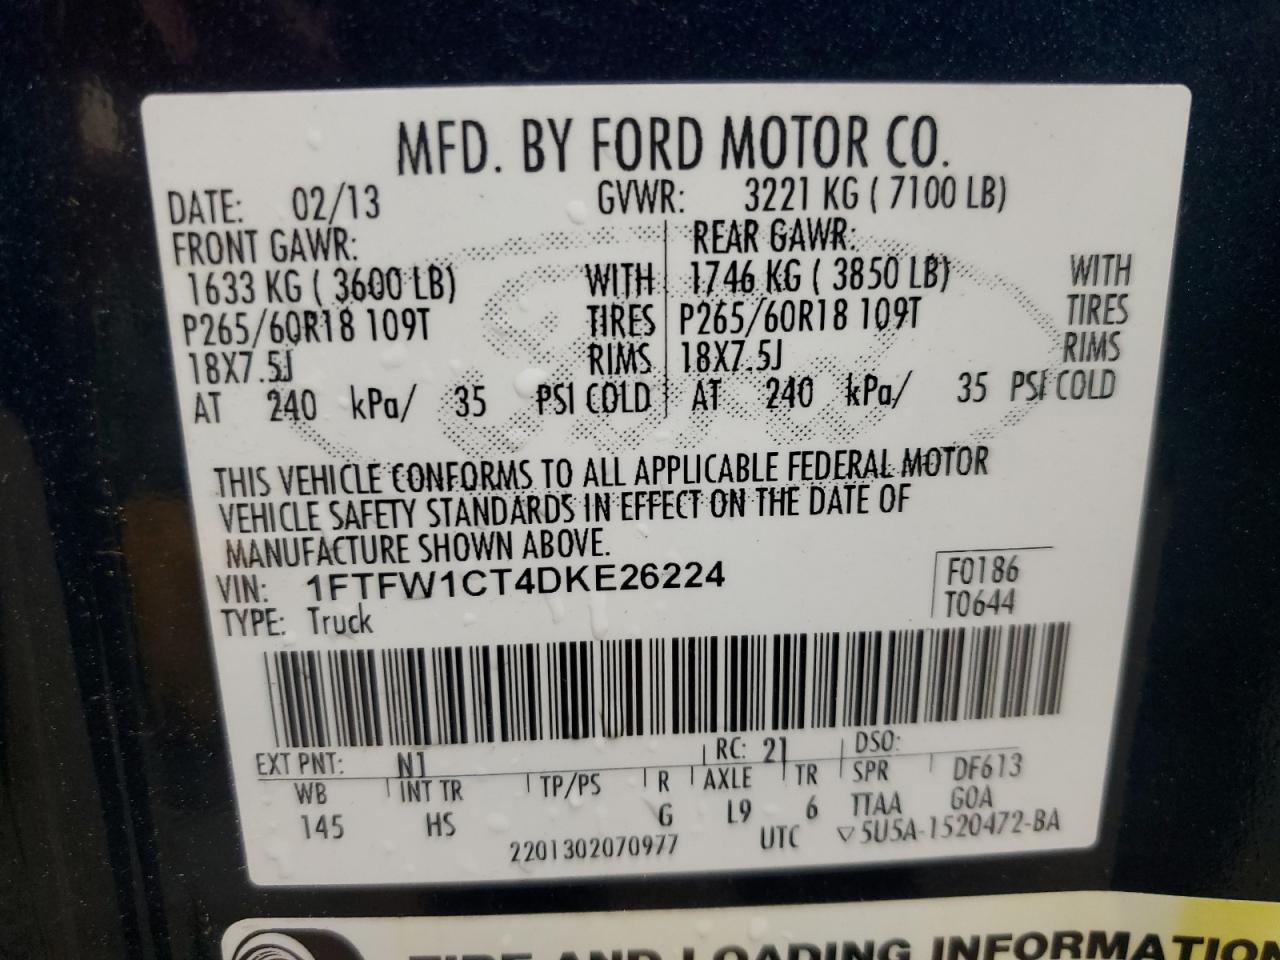 MFD. BY FORD MOTOR CO.
DATE: 02/13 GVWR: 3221 KG ( 7100 LB)
FRONT GAWR: REAR GAWR:
1633 KG ( 3600 LB) WITH 1746 KG ( 3850 LB) WITH
P265/60R18 109T TIRES P265/60R18 109T TIRES
18X7.5J RIMS 18X7.5J RIMS
AT 240 kPa/ 35 PSI COLD AT 240 kPa/ 35 PSI COLD
THIS VEHICLE CONFORMS TO ALL APPLICABLE FEDERAL MOTOR
VEHICLE SAFETY STANDARDS IN EFFECT ON THE DATE OF
MANUFACTURE SHOWN ABOVE.
VIN: 1FTFW1CT4DKE26224 F0186
TYPE: Truck T0644
EXT PNT: N1 RC: 21 DSO:
WB INT TR TP/PS R AXLE TR SPR DF613
145 HS G L9 6 TTAA GOA
2201302070977 UTC ▽5U5A-1520472-BA
TIRE AND LOADING INFORMATION